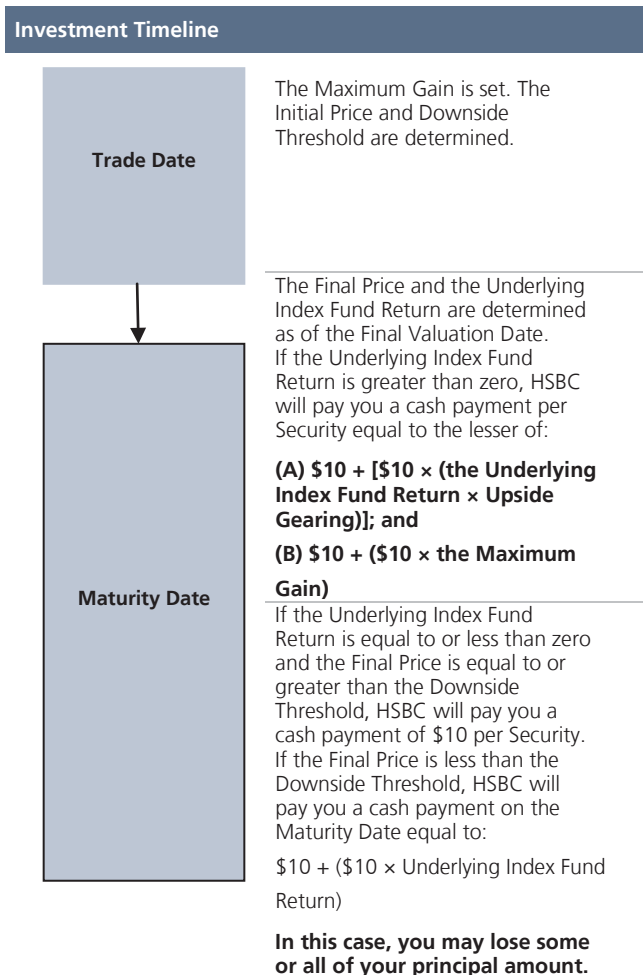 Investment Timeline
Trade Date
The Maximum Gain is set. The
Initial Price and Downside
Threshold are determined.
Maturity Date
The Final Price and the Underlying
Index Fund Return are determined
as of the Final Valuation Date.
If the Underlying Index Fund
Return is greater than zero, HSBC
will pay you a cash payment per
Security equal to the lesser of:
(A) $10 + [$10 × (the Underlying
Index Fund Return × Upside
Gearing)]; and
(B) $10 + ($10 × the Maximum
Gain)
If the Underlying Index Fund
Return is equal to or less than zero
and the Final Price is equal to or
greater than the Downside
Threshold, HSBC will pay you a
cash payment of $10 per Security.
If the Final Price is less than the
Downside Threshold, HSBC will
pay you a cash payment on the
Maturity Date equal to:
$10 + ($10 × Underlying Index Fund
Return)
In this case, you may lose some
or all of your principal amount.